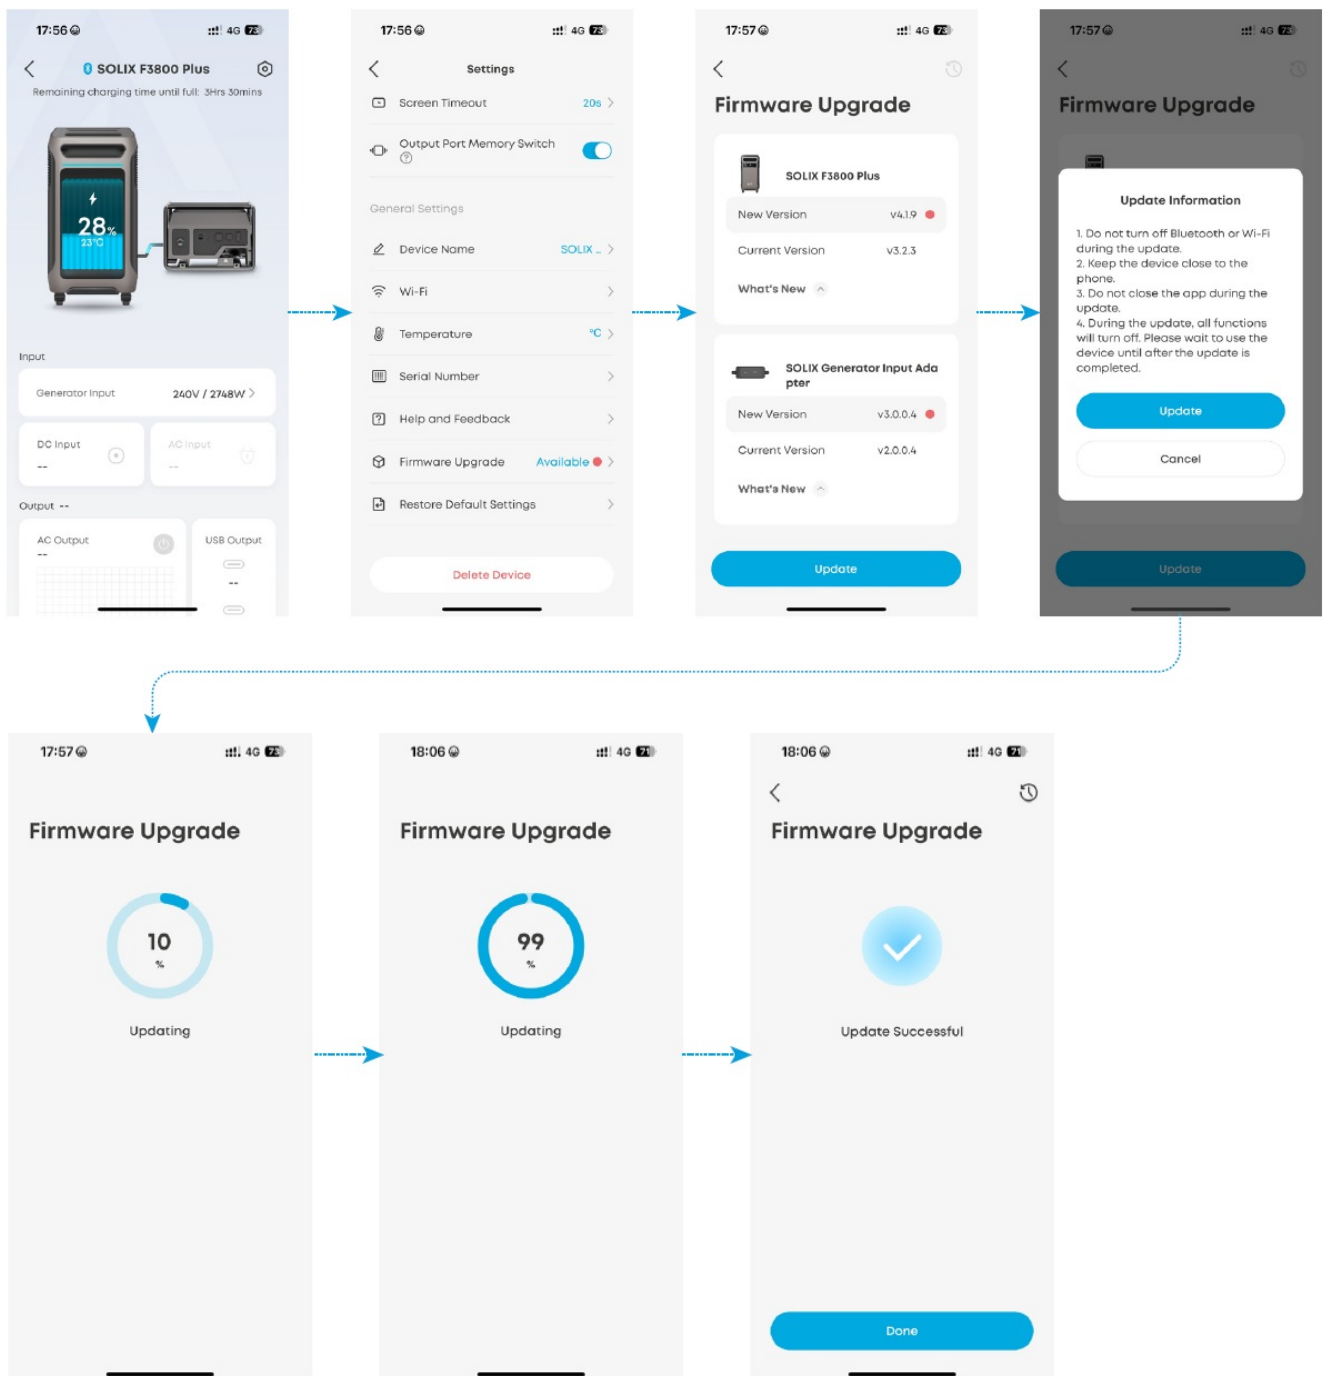 17:56
4G 73
SOLIX F3800 Plus
Remaining charging time until full: 3Hrs 30mins
28%
23°C
Input
Generator Input 240V / 2748W
DC Input
--
AC Input
--
Output --
AC Output
--
USB Output
--
17:56
4G 73
Settings
Screen Timeout 20s
Output Port Memory Switch
General Settings
Device Name SOLIX ...
Wi-Fi
Temperature °C
Serial Number
Help and Feedback
Firmware Upgrade Available
Restore Default Settings
Delete Device
17:57
4G 73
Firmware Upgrade
SOLIX F3800 Plus
New Version v4.1.9
Current Version v3.2.3
What's New
SOLIX Generator Input Ada
pter
New Version v3.0.0.4
Current Version v2.0.0.4
What's New
Update
17:57
4G 73
Firmware Upgrade
Update Information
1. Do not turn off Bluetooth or Wi-Fi
during the update.
2. Keep the device close to the
phone.
3. Do not close the app during the
update.
4. During the update, all functions
will turn off. Please wait to use the
device until after the update is
completed.
Update
Cancel
Update
17:57
4G 73
Firmware Upgrade
10
%
Updating
18:06
4G 71
Firmware Upgrade
99
%
Updating
18:06
4G 71
Firmware Upgrade
Update Successful
Done